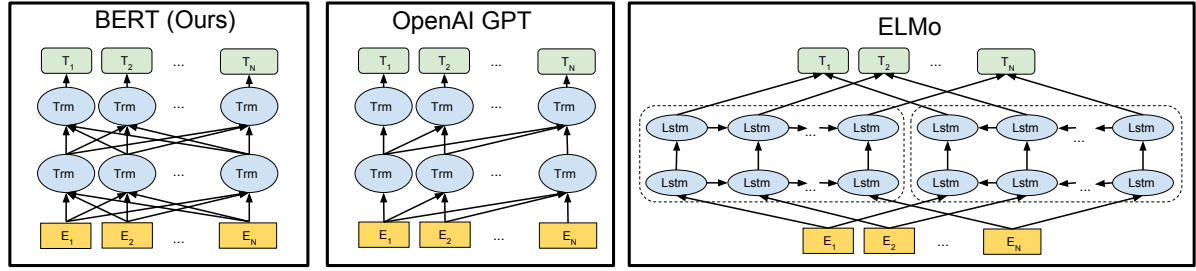 BERT (Ours)
T1 T2 ... TN
Trm Trm ... Trm
Trm Trm ... Trm
E1 E2 ... EN
OpenAI GPT
T1 T2 ... TN
Trm Trm ... Trm
Trm Trm ... Trm
E1 E2 ... EN
ELMo
T1 T2 ... TN
Lstm Lstm ... Lstm Lstm Lstm ... Lstm
Lstm Lstm ... Lstm Lstm Lstm ... Lstm
E1 E2 ... EN